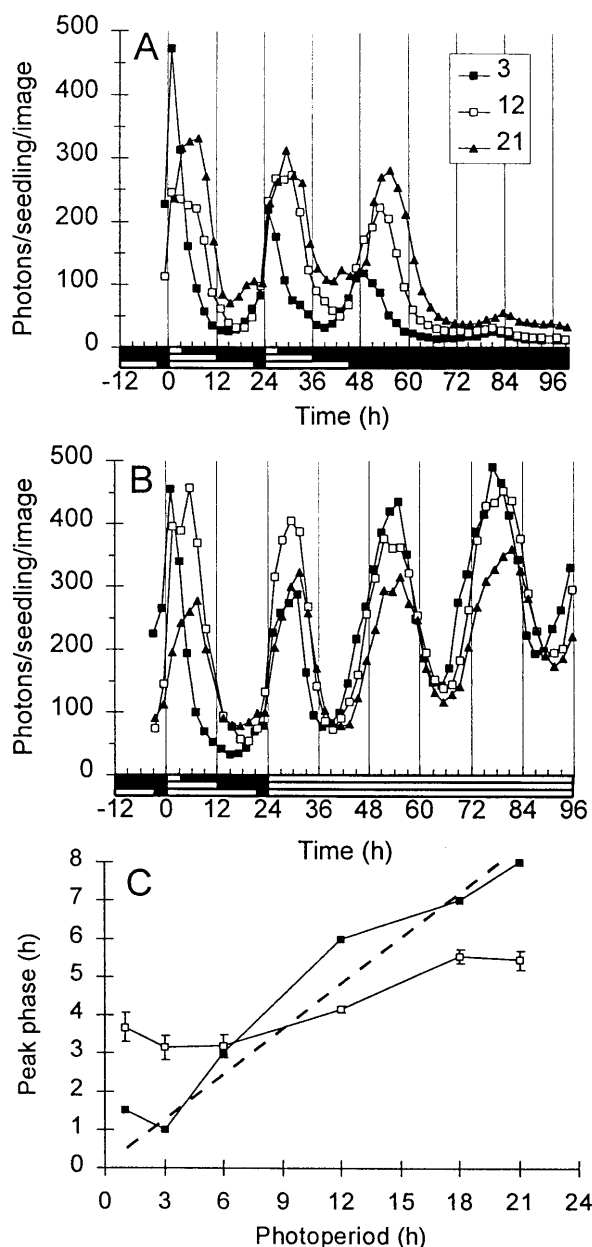 A
500
400
300
200
100
0
Photons/seedling/image
3
12
21
-12 0 12 24 36 48 60 72 84 96
Time (h)
B
500
400
300
200
100
0
Photons/seedling/image
-12 0 12 24 36 48 60 72 84 96
Time (h)
C
8
7
6
5
4
3
2
1
0
Peak phase (h)
0 3 6 9 12 15 18 21 24
Photoperiod (h)